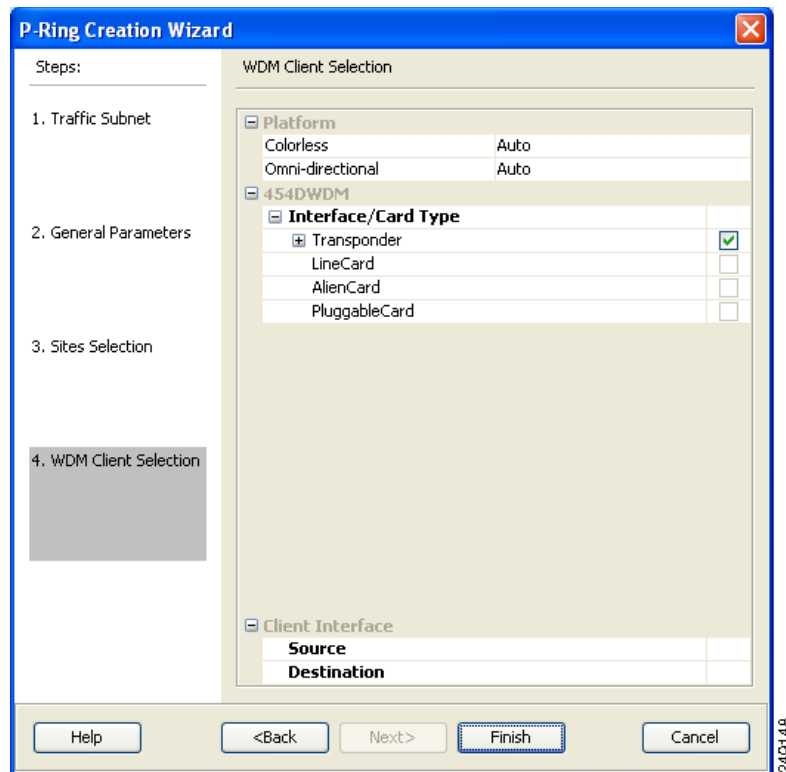 P-Ring Creation Wizard
Steps:
WDM Client Selection
1. Traffic Subnet
2. General Parameters
3. Sites Selection
4. WDM Client Selection
Platform
Colorless Auto
Omni-directional Auto
454DWDM
Interface/Card Type
Transponder
LineCard
AlienCard
PluggableCard
Client Interface
Source
Destination
Help <Back Next> Finish Cancel